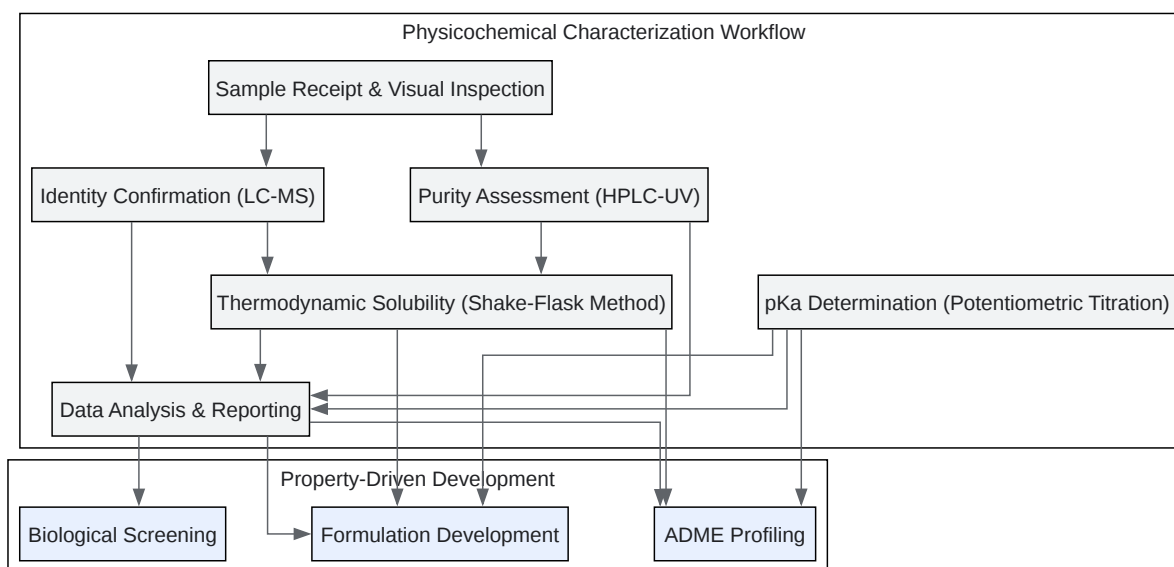 Physicochemical Characterization Workflow
Sample Receipt & Visual Inspection
Identity Confirmation (LC-MS)
Purity Assessment (HPLC-UV)
Thermodynamic Solubility (Shake-Flask Method)
pKa Determination (Potentiometric Titration)
Data Analysis & Reporting
Property-Driven Development
Biological Screening
Formulation Development
ADME Profiling